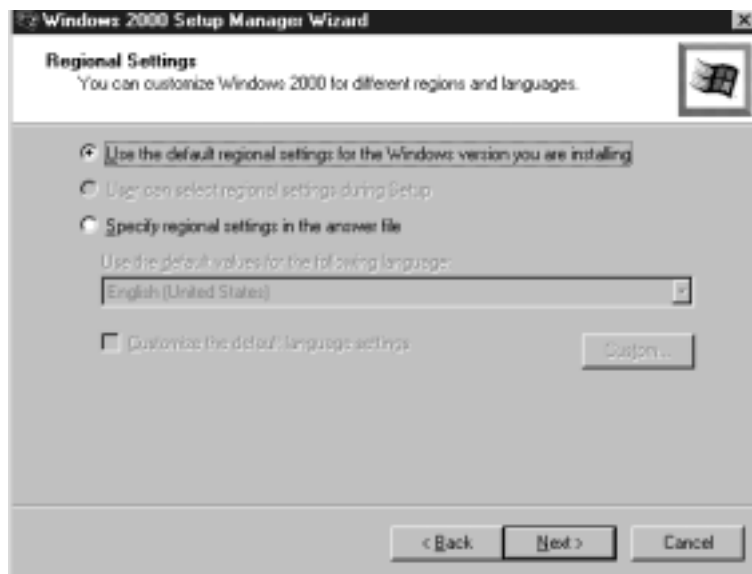 Windows 2000 Setup Manager Wizard
Regional Settings
You can customize Windows 2000 for different regions and languages.
Use the default regional settings for the Windows version you are installing
User can select regional settings during Setup
Specify regional settings in the answer file
Use the default values for the following language:
English (United States)
Customize the default language settings
Custom...
< Back
Next >
Cancel